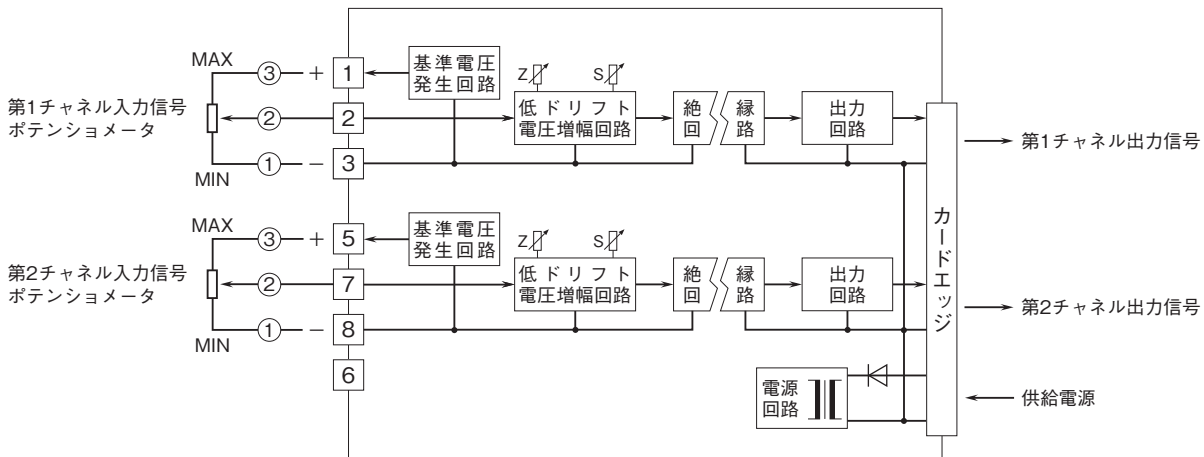 MAX
③
+
1
基準電圧
発生回路
Z
S
第1チャネル入力信号
ポテンショメータ
②
2
低ドリフト
電圧増幅回路
絶
回
縁
路
出力
回路
①
−
3
MIN
第1チャネル出力信号
MAX
③
+
5
基準電圧
発生回路
Z
S
第2チャネル入力信号
ポテンショメータ
②
7
低ドリフト
電圧増幅回路
絶
回
縁
路
出力
回路
①
−
8
MIN
6
カードエッジ
第2チャネル出力信号
電源
回路
供給電源